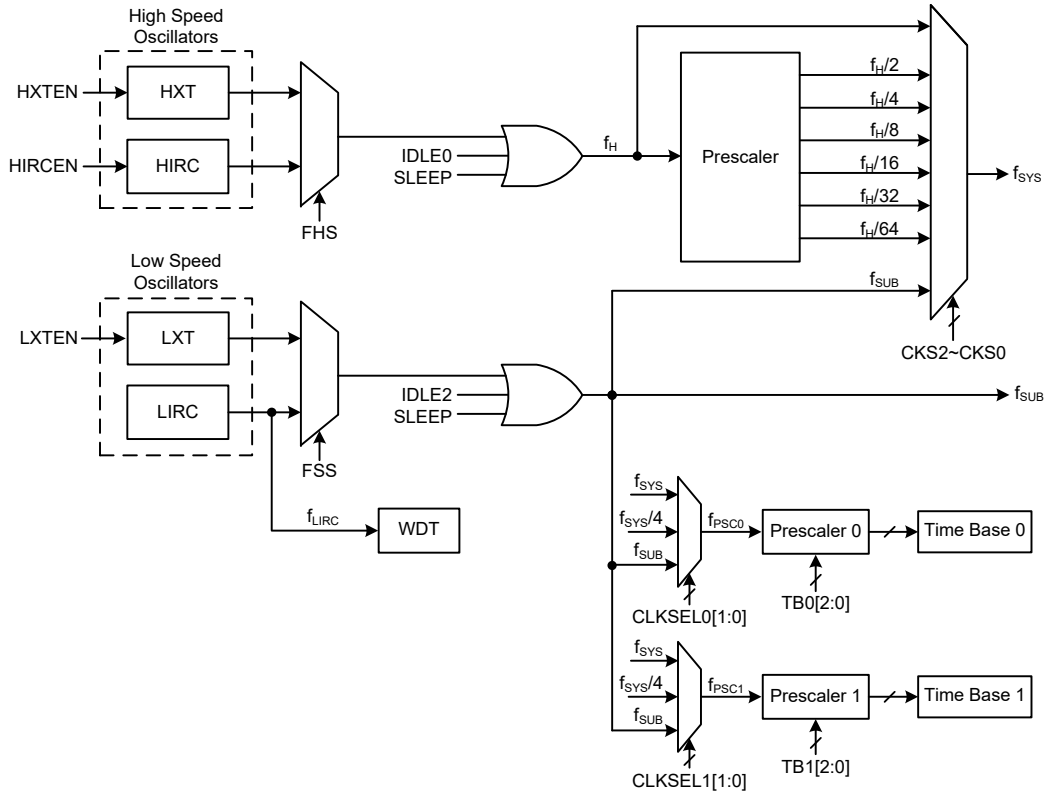 High Speed
Oscillators
HXTEN
HXT
HIRCEN
HIRC
FHS
IDLE0
SLEEP
fH
Prescaler
fH/2
fH/4
fH/8
fH/16
fH/32
fH/64
fSUB
fSYS
CKS2~CKS0
Low Speed
Oscillators
LXTEN
LXT
LIRC
FSS
IDLE2
SLEEP
fSUB
fLIRC
WDT
fSYS
fSYS/4
fSUB
fPSC0
Prescaler 0
Time Base 0
CLKSEL0[1:0]
TB0[2:0]
fSYS
fSYS/4
fSUB
fPSC1
Prescaler 1
Time Base 1
CLKSEL1[1:0]
TB1[2:0]